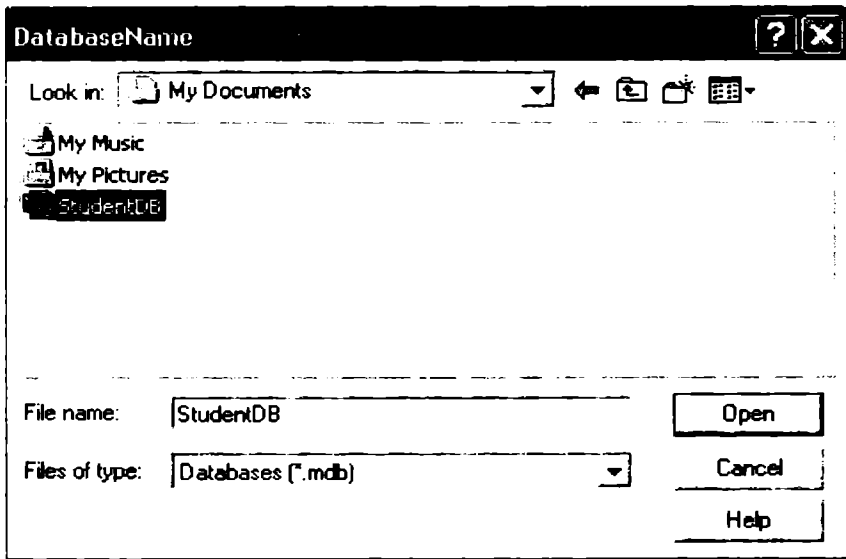 DatabaseName
Look in: My Documents
My Music
My Pictures
StudentDB
File name: StudentDB Open
Files of type: Databases (*.mdb) Cancel
Help